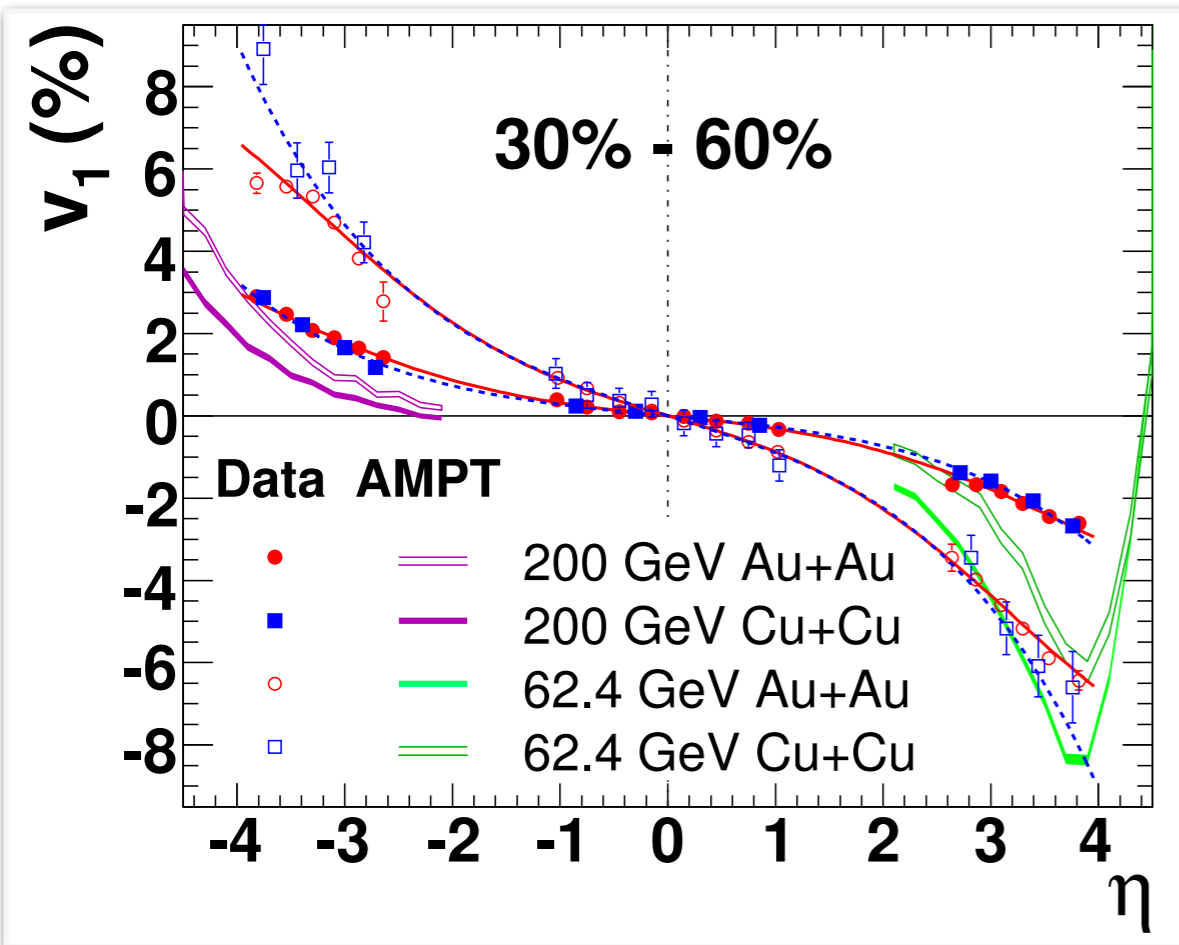 v1 (%)
30% - 60%
8
6
4
2
0
-2
-4
-6
-8
Data AMPT
200 GeV Au+Au
200 GeV Cu+Cu
62.4 GeV Au+Au
62.4 GeV Cu+Cu
-4 -3 -2 -1 0 1 2 3 4
η